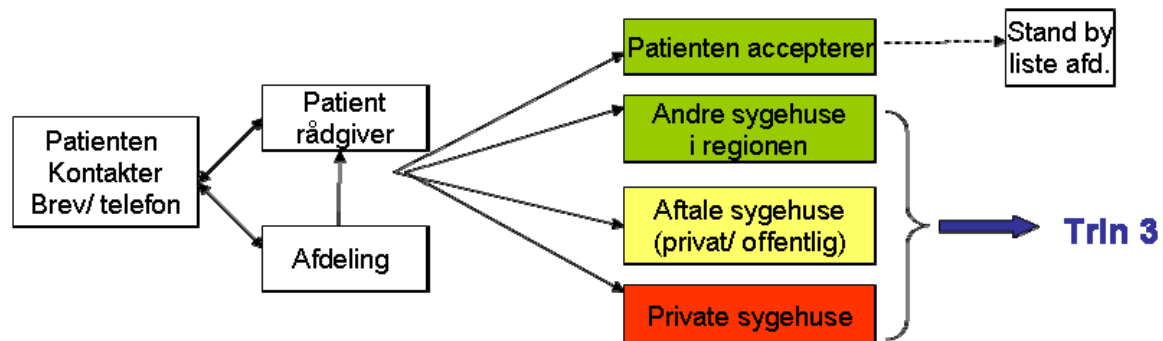 Patienten
Kontakter
Brev/ telefon
Patient
rådgiver
Afdeling
Patienten accepterer
Stand by
liste afd.
Andre sygehuse
i regionen
Aftale sygehuse
(privat/ offentlig)
Private sygehuse
Trin 3